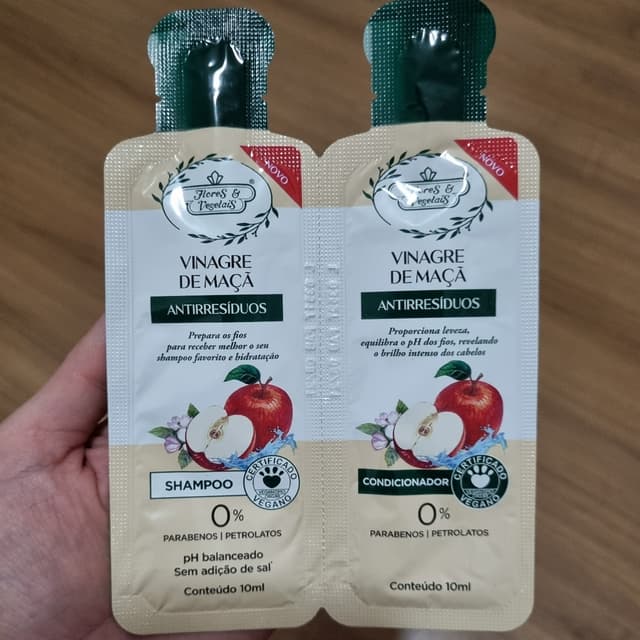 NOVO
Flores &
Vegetais®
VINAGRE
DE MAÇÃ
ANTIRRESÍDUOS
Prepara os fios
para receber melhor o seu
shampoo favorito e hidratação
SHAMPOO
CERTIFICADO
VEGANO
0%
PARABENOS | PETROLATOS
pH balanceado
Sem adição de sal*
Conteúdo 10ml
NOVO
Flores &
Vegetais
VINAGRE
DE MAÇÃ
ANTIRRESÍDUOS
Proporciona leveza,
equilibra o pH dos fios, revelando
o brilho intenso dos cabelos
CONDICIONADOR
CERTIFICADO
VEGANO
0%
PARABENOS | PETROLATOS
Conteúdo 10ml